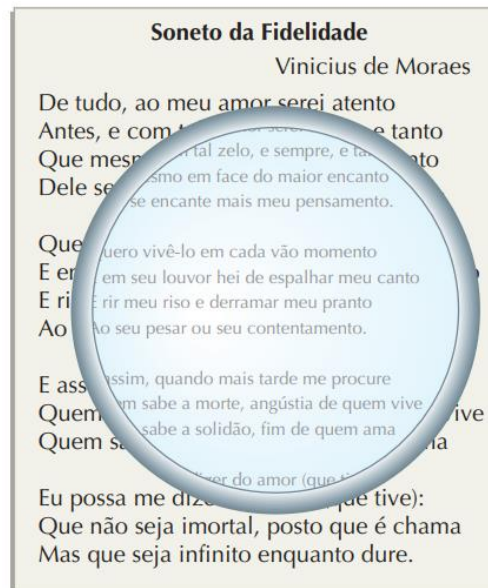 Soneto da Fidelidade
Vinicius de Moraes
De tudo, ao meu amor serei atento
Antes, e com e tanto
Que
Dele se
tal zelo, e sempre, e
mesmo em face do maior encanto
se encante mais meu pensamento.
Quero vivê-lo em cada vão momento
E em seu louvor hei de espalhar meu canto
E rir meu riso e derramar meu pranto
Ao Ao seu pesar ou seu contentamento.
E assim, quando mais tarde me procure
Quem sabe a morte, angústia de quem vive
Quem sabe a solidão, fim de quem ama
do amor (que
Eu possa me tive):
Que não seja imortal, posto que é chama
Mas que seja infinito enquanto dure.